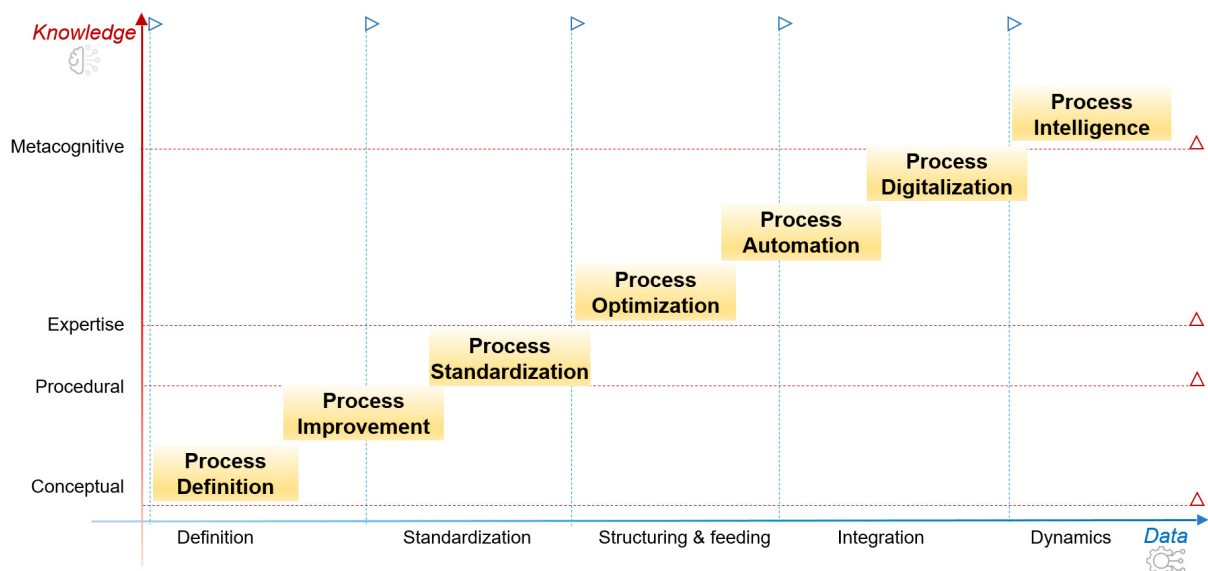 Knowledge
Process
Intelligence
Metacognitive
Process
Digitalization
Process
Automation
Process
Optimization
Expertise
Process
Standardization
Procedural
Process
Improvement
Process
Definition
Conceptual
Definition
Standardization
Structuring & feeding
Integration
Dynamics
Data